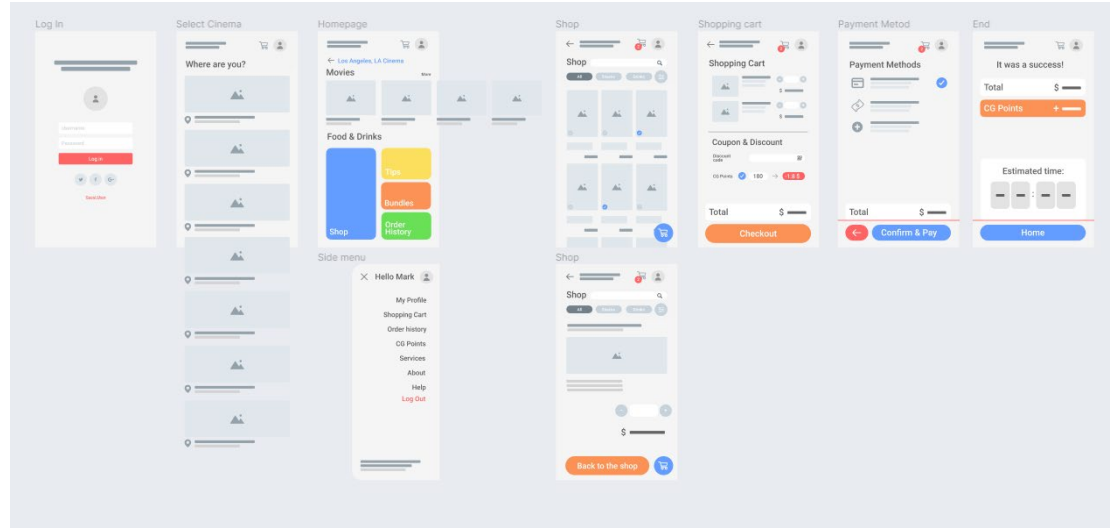 Log In
Username
Password
Log in
Select Cinema
Where are you?
Homepage
← Los Angeles, LA Cinema
Movies
More
Food & Drinks
Shop
Tips
Bundles
Order
History
Side menu
Hello Mark
My Profile
Shopping Cart
Order history
CG Points
Services
About
Help
Log Out
Shop
Shop
All
Shop
Shop
All
$
Back to the shop
Shopping cart
Shopping Cart
$
$
Coupon & Discount
Discount
code
CG Points 180 →
Total $
Checkout
Payment Metod
Payment Methods
Total $
Confirm & Pay
End
It was a success!
Total $
CG Points +
Estimated time:
– – : – –
Home